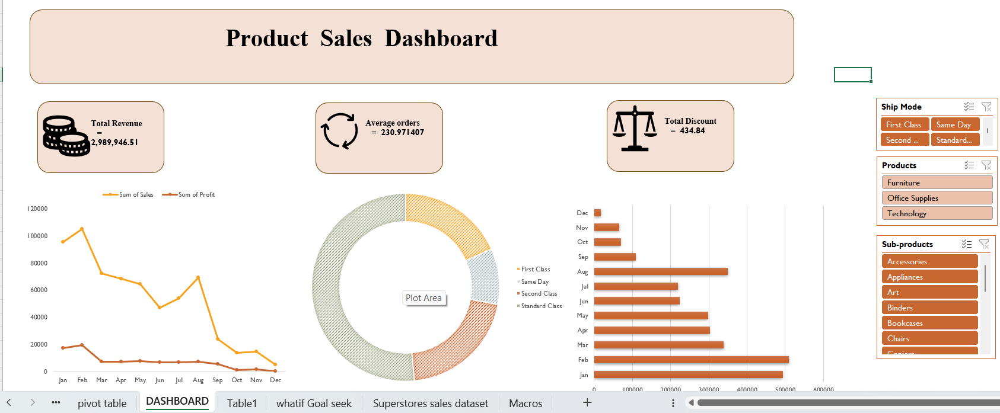 Product Sales Dashboard
Total Revenue
=
2,989,946.51
Average orders
= 230.971407
Total Discount
= 434.84
Ship Mode
First Class
Same Day
Second ...
Standard...
Products
Furniture
Office Supplies
Technology
Sub-products
Accessories
Appliances
Art
Binders
Bookcases
Chairs
Copiers
Sum of Sales
Sum of Profit
120000
100000
80000
60000
40000
20000
0
Jan Feb Mar Apr May Jun Jul Aug Sep Oct Nov Dec
Plot Area
First Class
Same Day
Second Class
Standard Class
Dec
Nov
Oct
Sep
Aug
Jul
Jun
May
Apr
Mar
Feb
Jan
0 100000 200000 300000 400000 500000 600000
pivot table
DASHBOARD
Table1
whatif Goal seek
Superstores sales dataset
Macros